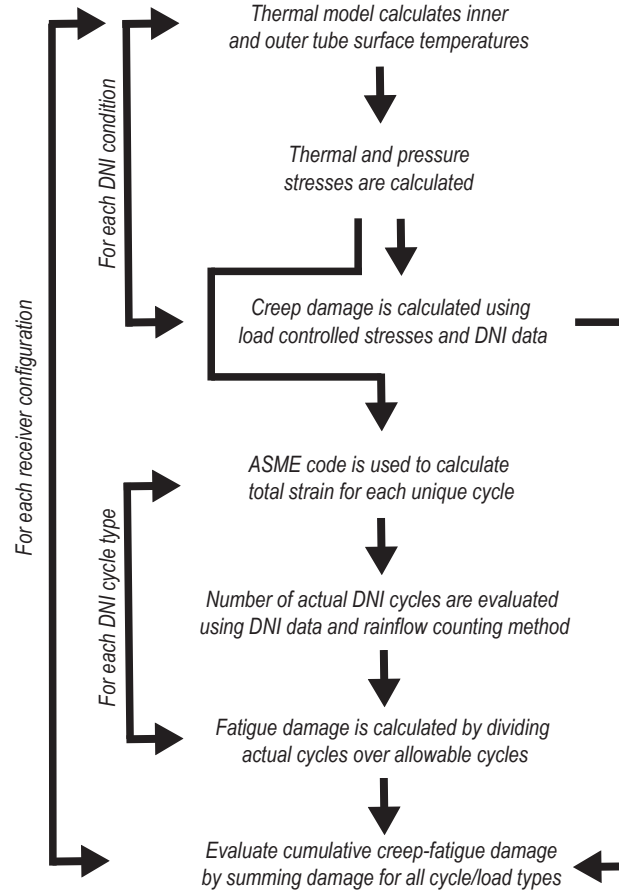 Thermal model calculates inner
and outer tube surface temperatures
For each DNI condition
Thermal and pressure
stresses are calculated
For each receiver configuration
Creep damage is calculated using
load controlled stresses and DNI data
ASME code is used to calculate
total strain for each unique cycle
For each DNI cycle type
Number of actual DNI cycles are evaluated
using DNI data and rainflow counting method
Fatigue damage is calculated by dividing
actual cycles over allowable cycles
Evaluate cumulative creep-fatigue damage
by summing damage for all cycle/load types